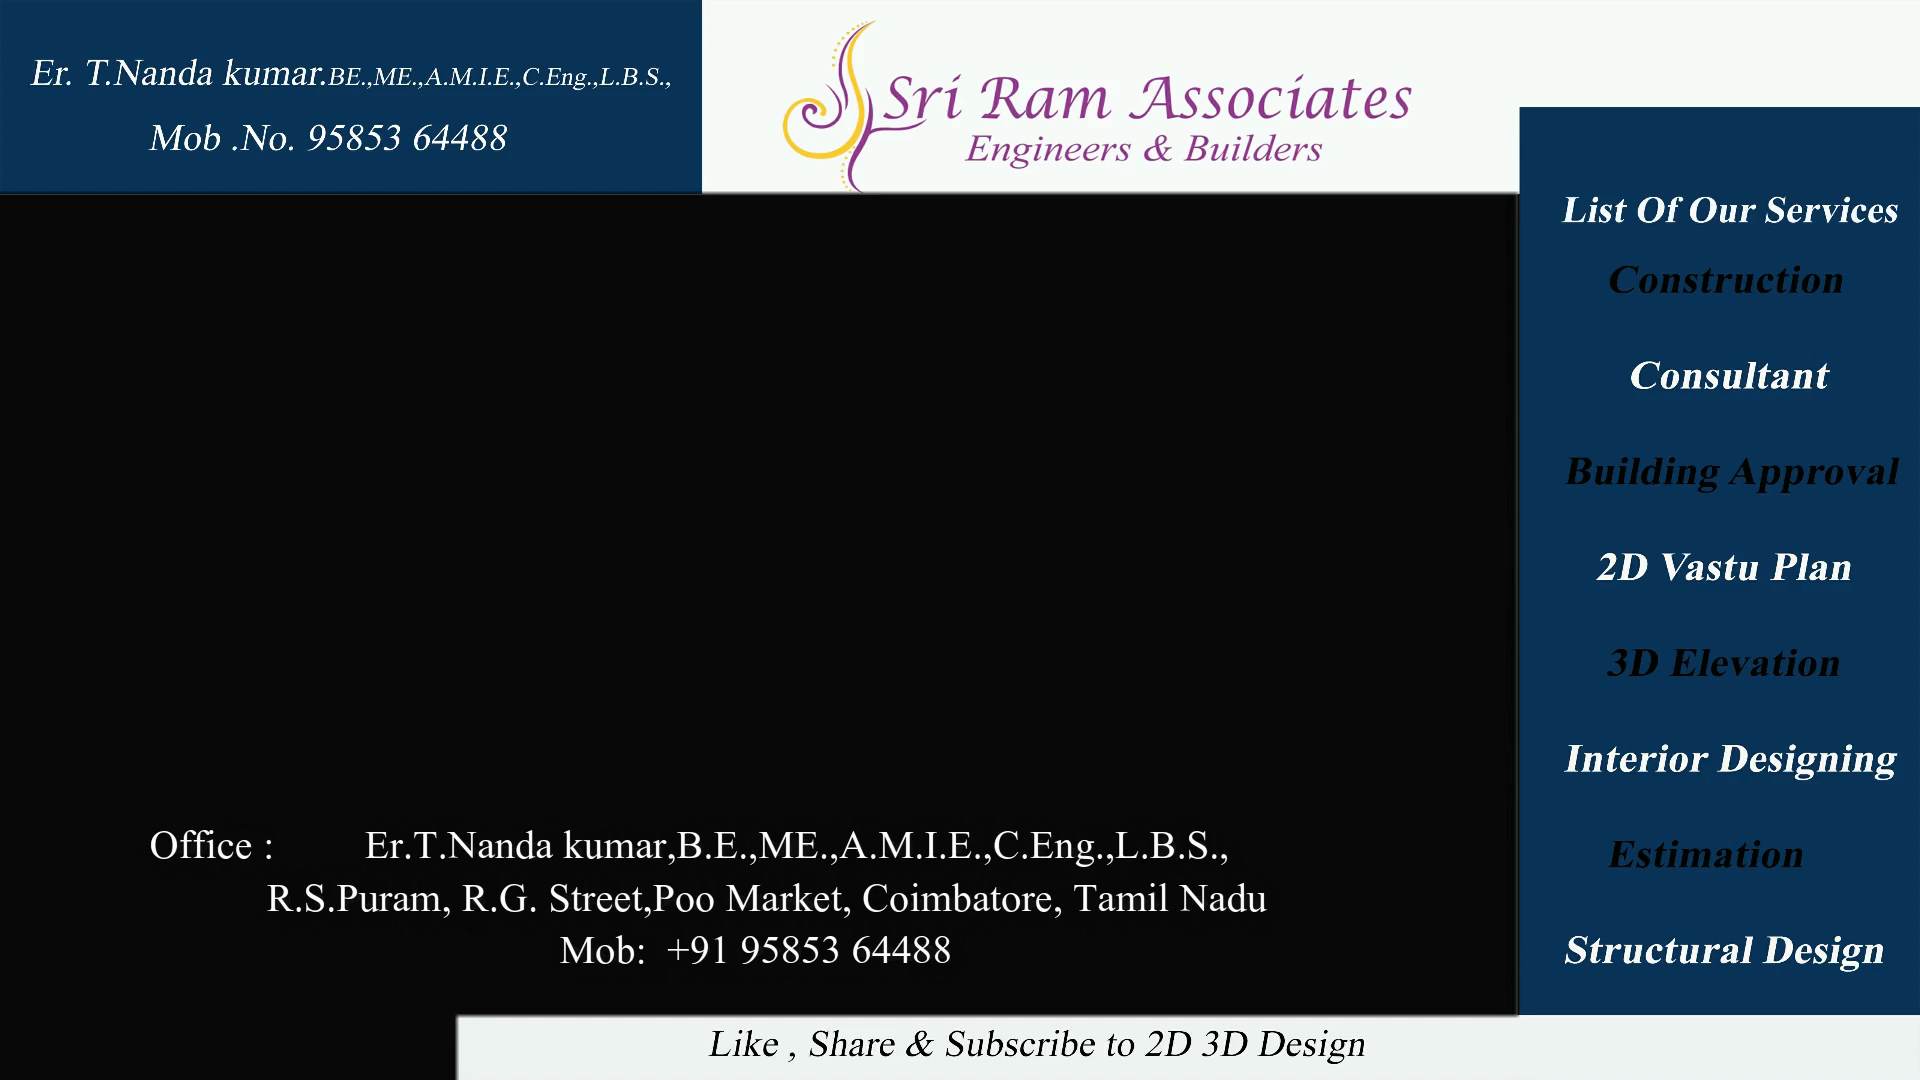 Er. T.Nanda kumar.BE.,ME.,A.M.I.E.,C.Eng.,L.B.S.,
Mob .No. 95853 64488
Sri Ram Associates
Engineers & Builders
List Of Our Services
Construction
Consultant
Building Approval
2D Vastu Plan
3D Elevation
Interior Designing
Estimation
Structural Design
Office : Er.T.Nanda kumar,B.E.,ME.,A.M.I.E.,C.Eng.,L.B.S.,
R.S.Puram, R.G. Street,Poo Market, Coimbatore, Tamil Nadu
Mob: +91 95853 64488
Like , Share & Subscribe to 2D 3D Design